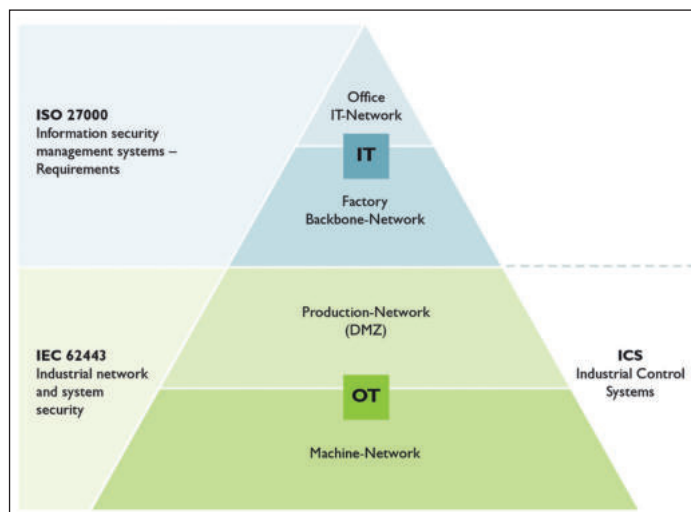 Office
IT-Network
ISO 27000
Information security
management systems –
Requirements
IT
Factory
Backbone-Network
Production-Network
(DMZ)
IEC 62443
Industrial network
and system
security
ICS
Industrial Control
Systems
OT
Machine-Network